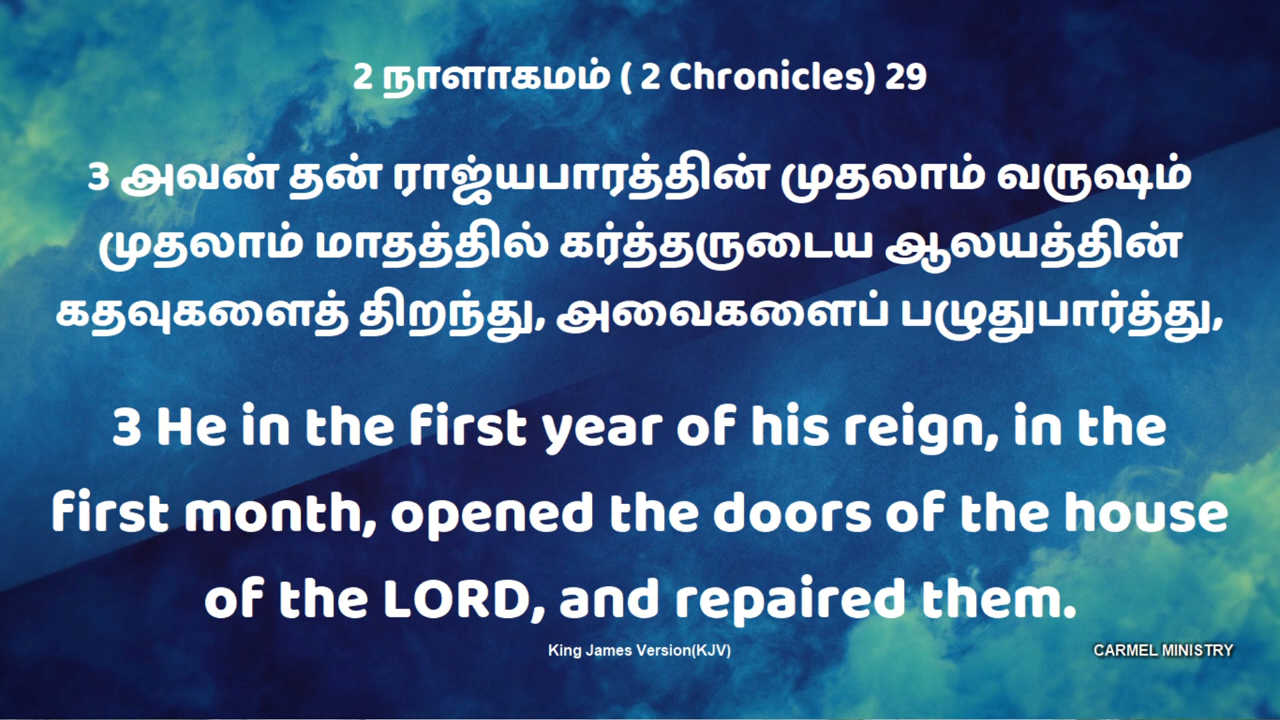 2 நாளாகமம் ( 2 Chronicles) 29
3 அவன் தன் ராஜ்யபாரத்தின் முதலாம் வருஷம்
முதலாம் மாதத்தில் கர்த்தருடைய ஆலயத்தின்
கதவுகளைத் திறந்து, அவைகளைப் பழுதுபார்த்து,
3 He in the first year of his reign, in the
first month, opened the doors of the house
of the LORD, and repaired them.
King James Version(KJV)
CARMEL MINISTRY